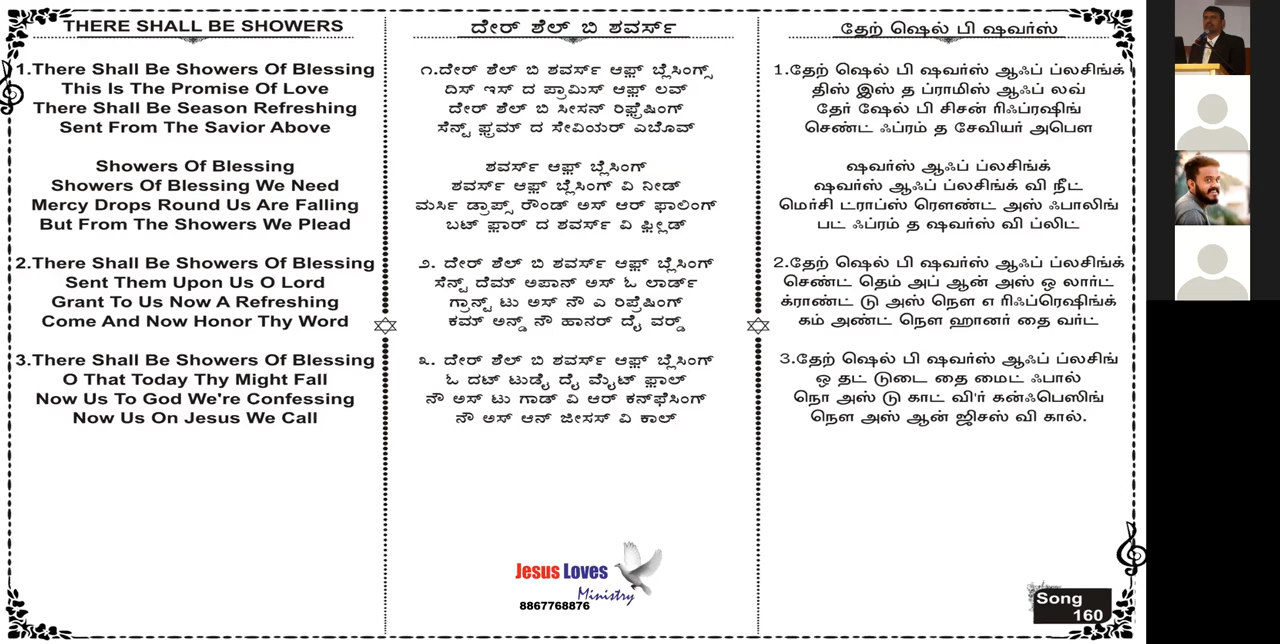 THERE SHALL BE SHOWERS
1.There Shall Be Showers Of Blessing
This Is The Promise Of Love
There Shall Be Season Refreshing
Sent From The Savior Above
Showers Of Blessing
Showers Of Blessing We Need
Mercy Drops Round Us Are Falling
But From The Showers We Plead
2.There Shall Be Showers Of Blessing
Sent Them Upon Us O Lord
Grant To Us Now A Refreshing
Come And Now Honor Thy Word
3.There Shall Be Showers Of Blessing
O That Today Thy Might Fall
Now Us To God We're Confessing
Now Us On Jesus We Call
ದೇರ್ ಶೆಲ್ ಬಿ ಶವರ್ಸ್
೧.ದೇರ್ ಶೆಲ್ ಬಿ ಶವರ್ಸ್ ಆಫ಼್ ಬ್ಲೆಸಿಂಗ್ಸ್
ದಿಸ್ ಇಸ್ ದ ಪ್ರಾಮಿಸ್ ಆಫ಼್ ಲವ್
ದೇರ್ ಶೆಲ್ ಬಿ ಸೀಸನ್ ರಿಫ಼್ರೆಷಿಂಗ್
ಸೆನ್ಟ್ ಫ಼್ರಮ್ ದ ಸೇವಿಯರ್ ಎಬೊವ್
ಶವರ್ಸ್ ಆಫ಼್ ಬ್ಲೆಸಿಂಗ್
ಶವರ್ಸ್ ಆಫ಼್ ಬ್ಲೆಸಿಂಗ್ ವಿ ನೀಡ್
ಮರ್ಸಿ ಡ್ರಾಪ್ಸ್ ರೌಂಡ್ ಅಸ್ ಆರ್ ಫಾಲಿಂಗ್
ಬಟ್ ಫ಼ಾರ್ ದ ಶವರ್ಸ್ ವಿ ಪ್ಲೀಡ್
೨. ದೇರ್ ಶೆಲ್ ಬಿ ಶವರ್ಸ್ ಆಫ಼್ ಬ್ಲೆಸಿಂಗ್
ಸೆನ್ಟ್ ದೆಮ್ ಅಪಾನ್ ಅಸ್ ಓ ಲಾರ್ಡ್
ಗ್ರಾನ್ಟ್ ಟು ಅಸ್ ನೌ ಎ ರಿಫ್ರೆಷಿಂಗ್
ಕಮ್ ಅನ್ಡ್ ನೌ ಹಾನರ್ ದೈ ವರ್ಡ್
೩. ದೇರ್ ಶೆಲ್ ಬಿ ಶವರ್ಸ್ ಆಫ಼್ ಬ್ಲೆಸಿಂಗ್
ಓ ದಟ್ ಟುಡೈ ದೈ ಮೈಟ್ ಫ಼ಾಲ್
ನೌ ಅಸ್ ಟು ಗಾಡ್ ವಿ ಆರ್ ಕನ್‌ಫೆಸಿಂಗ್
ನೌ ಅಸ್ ಆನ್ ಜೀಸಸ್ ವಿ ಕಾಲ್
தேற் ஷெல் பி ஷவர்ஸ்
1.தேற் ஷெல் பி ஷவர்ஸ் ஆஃப் ப்லசிங்க்
திஸ் இஸ் த ப்ராமிஸ் ஆஃப் லவ்
தேர் ஷேல் பி சிசன் ரிஃப்ரஷிங்
செண்ட் ஃப்ரம் த சேவியர் அபௌ
ஷவர்ஸ் ஆஃப் ப்லசிங்க்
ஷவர்ஸ் ஆஃப் ப்லசிங்க் வி நீட்
மெர்சி ட்ராப்ஸ் ரௌண்ட் அஸ் ஃபாலிங்
பட் ஃப்ரம் த ஷவர்ஸ் வி ப்லிட்
2.தேற் ஷெல் பி ஷவர்ஸ் ஆஃப் ப்லசிங்க்
செண்ட் தெம் அப் ஆன் அஸ் ஒ லார்ட்
க்ராண்ட் டு அஸ் நௌ எ ரிஃப்ரெஷிங்க்
கம் அண்ட் நௌ ஹானர் தை வர்ட்
3.தேற் ஷெல் பி ஷவர்ஸ் ஆஃப் ப்லசிங்
ஒ தட் டுடை தை மைட் ஃபால்
நொ அஸ் டு காட் வி'ர் கன்ஃபெஸிங்
நௌ அஸ் ஆன் ஜிசஸ் வி கால்.
Jesus Loves
Ministry
8867768876
Song
160